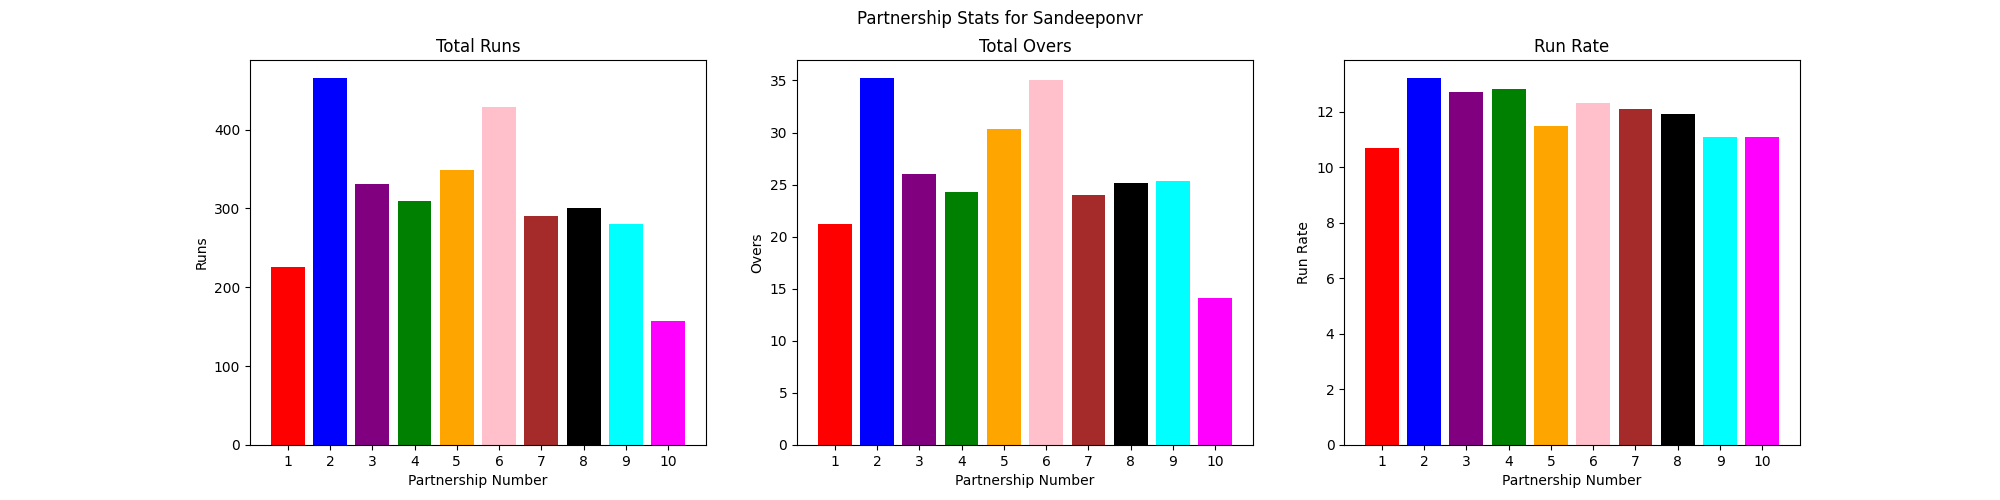 Partnership Stats for Sandeeponvr
Total Runs
Runs
400
300
200
100
0
1 2 3 4 5 6 7 8 9 10
Partnership Number
Total Overs
Overs
35
30
25
20
15
10
5
0
1 2 3 4 5 6 7 8 9 10
Partnership Number
Run Rate
Run Rate
12
10
8
6
4
2
0
1 2 3 4 5 6 7 8 9 10
Partnership Number